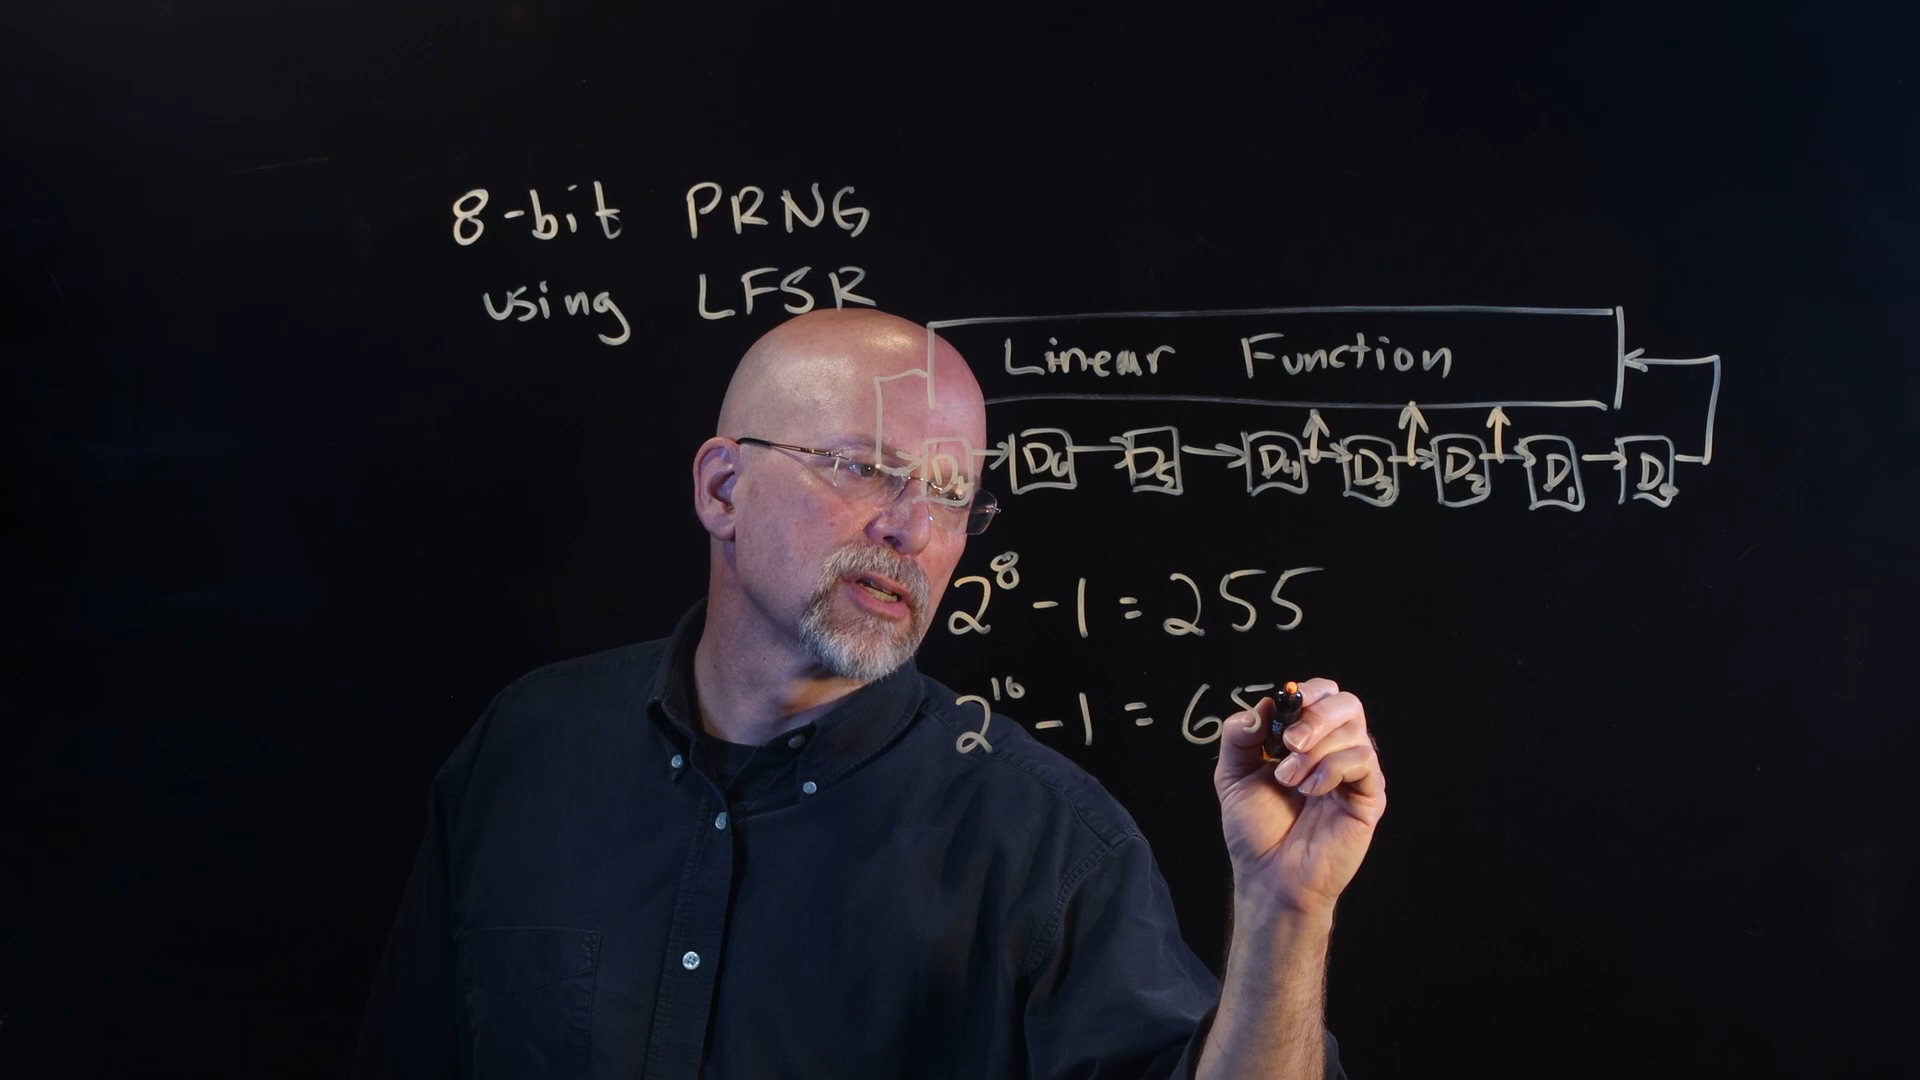 8-bit PRNG
using LFSR
Linear Function
D7 D6 D5 D4 D3 D2 D1 D0
2^8 - 1 = 255
2^16 - 1 = 65